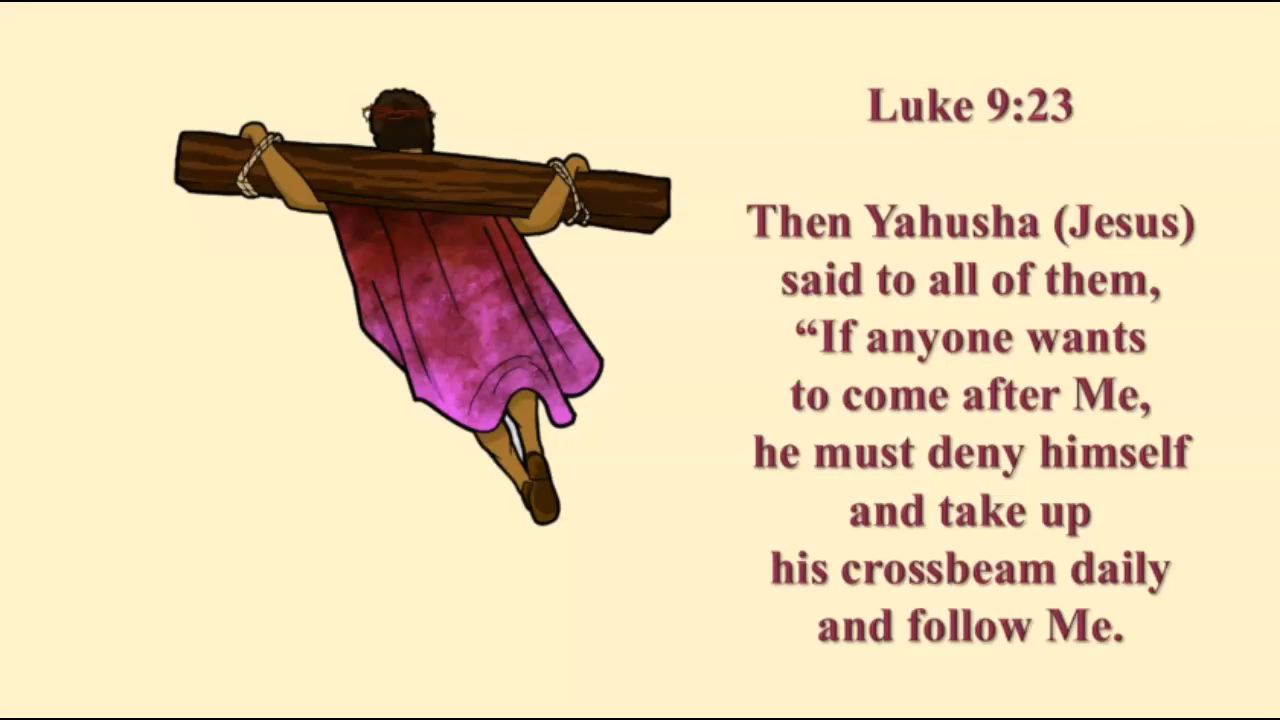 Luke 9:23
Then Yahusha (Jesus)
said to all of them,
“If anyone wants
to come after Me,
he must deny himself
and take up
his crossbeam daily
and follow Me.